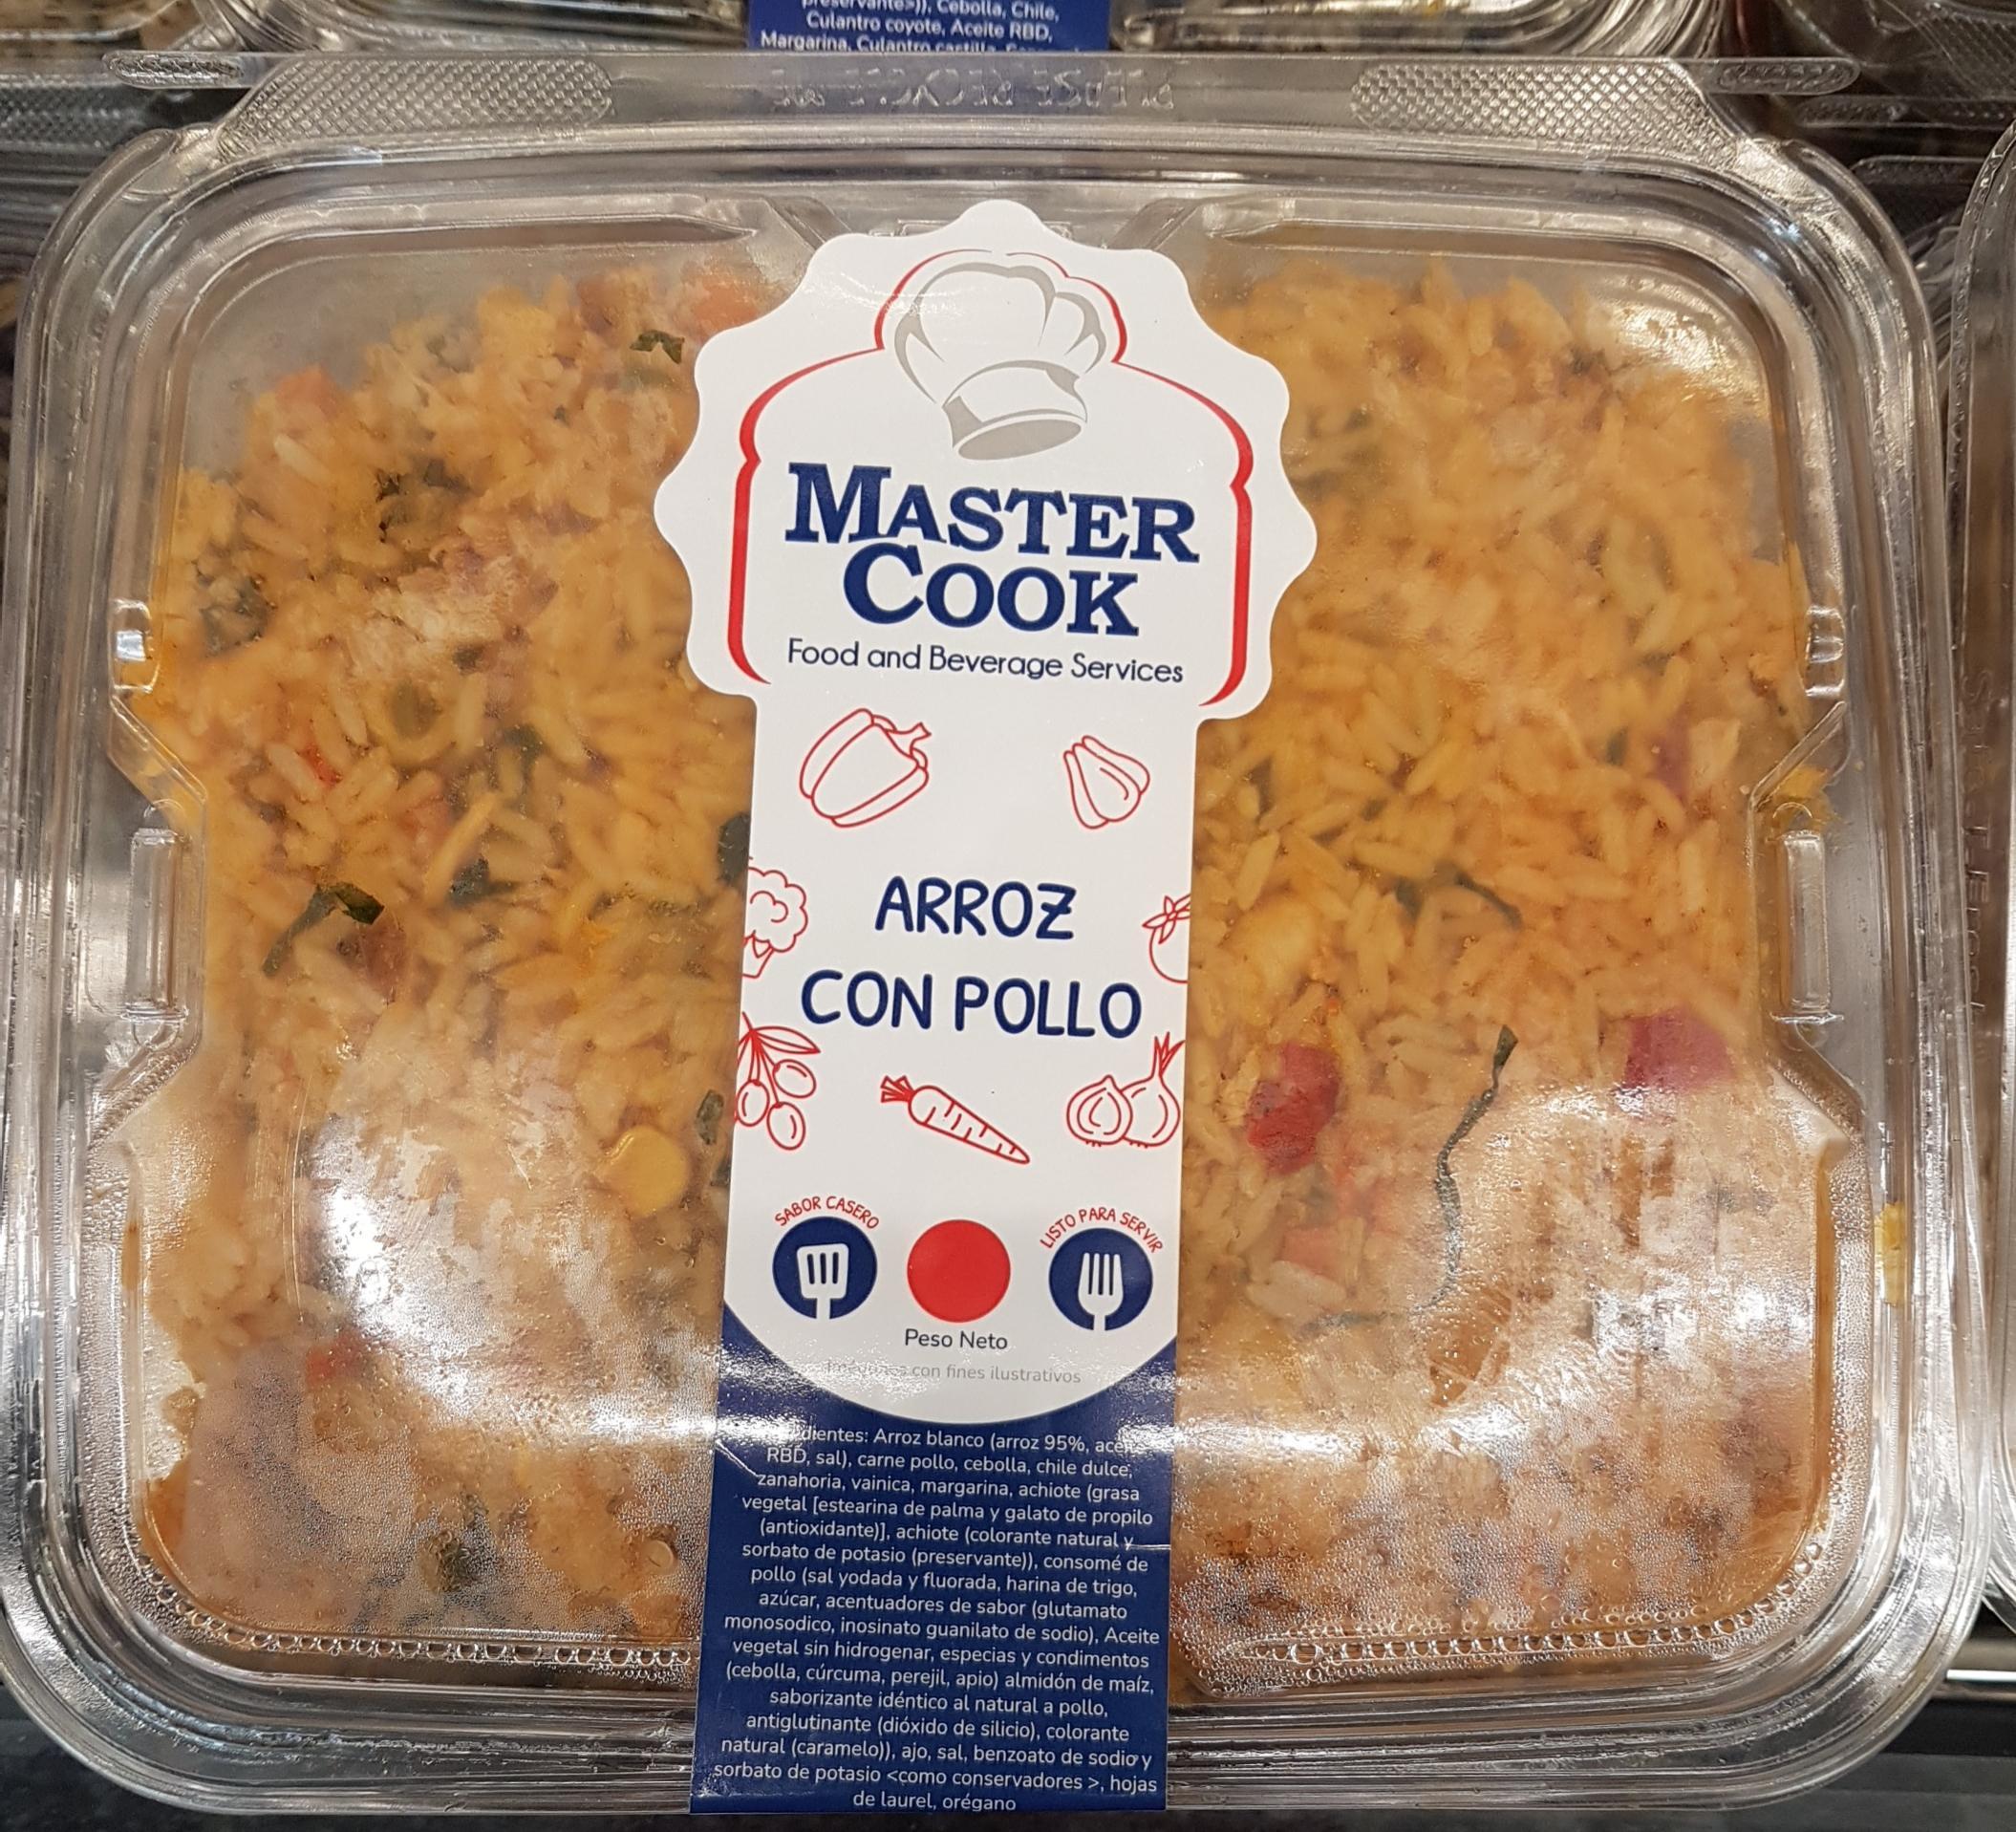 Cebolla, Chile,
Culantro coyote, Aceite RBD,
Margarina, Culantro castilla,
MASTER
COOK
Food and Beverage Services
ARROZ
CON POLLO
SABOR CASERO
LISTO PARA SERVIR
Peso Neto
con fines ilustrativos
Arroz blanco (arroz 95%, aceite
RBD, sal), carne pollo, cebolla, chile dulce,
zanahoria, vainica, margarina, achiote (grasa
vegetal [estearina de palma y galato de propilo
(antioxidante)], achiote (colorante natural y
sorbato de potasio (preservante)), consomé de
pollo (sal yodada y fluorada, harina de trigo,
azúcar, acentuadores de sabor (glutamato
monosodico, inosinato guanilato de sodio), Aceite
vegetal sin hidrogenar, especias y condimentos
(cebolla, cúrcuma, perejil, apio) almidón de maíz,
saborizante idéntico al natural a pollo,
antiglutinante (dióxido de silicio), colorante
natural (caramelo)), ajo, sal, benzoato de sodio y
sorbato de potasio <como conservadores >, hojas
de laurel, orégano